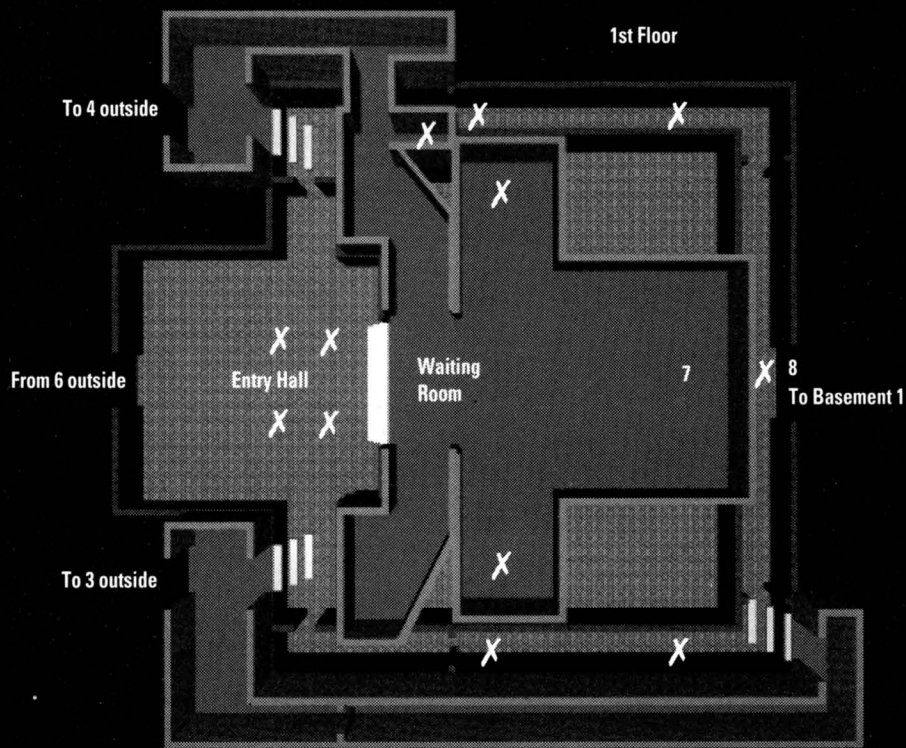 1st Floor
To 4 outside
From 6 outside
Entry Hall
Waiting
Room
7
8
To Basement 1
To 3 outside